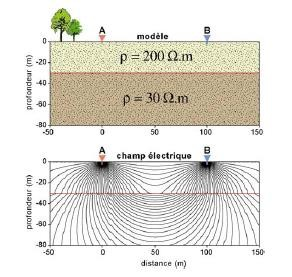 A
B
modèle
profondeur (m)
0
-20
-40
-60
-80
ρ = 200 Ω.m
ρ = 30 Ω.m
-50
0
50
100
150
A
B
champ électrique
profondeur (m)
0
-20
-40
-60
-80
-50
0
50
100
150
distance (m)